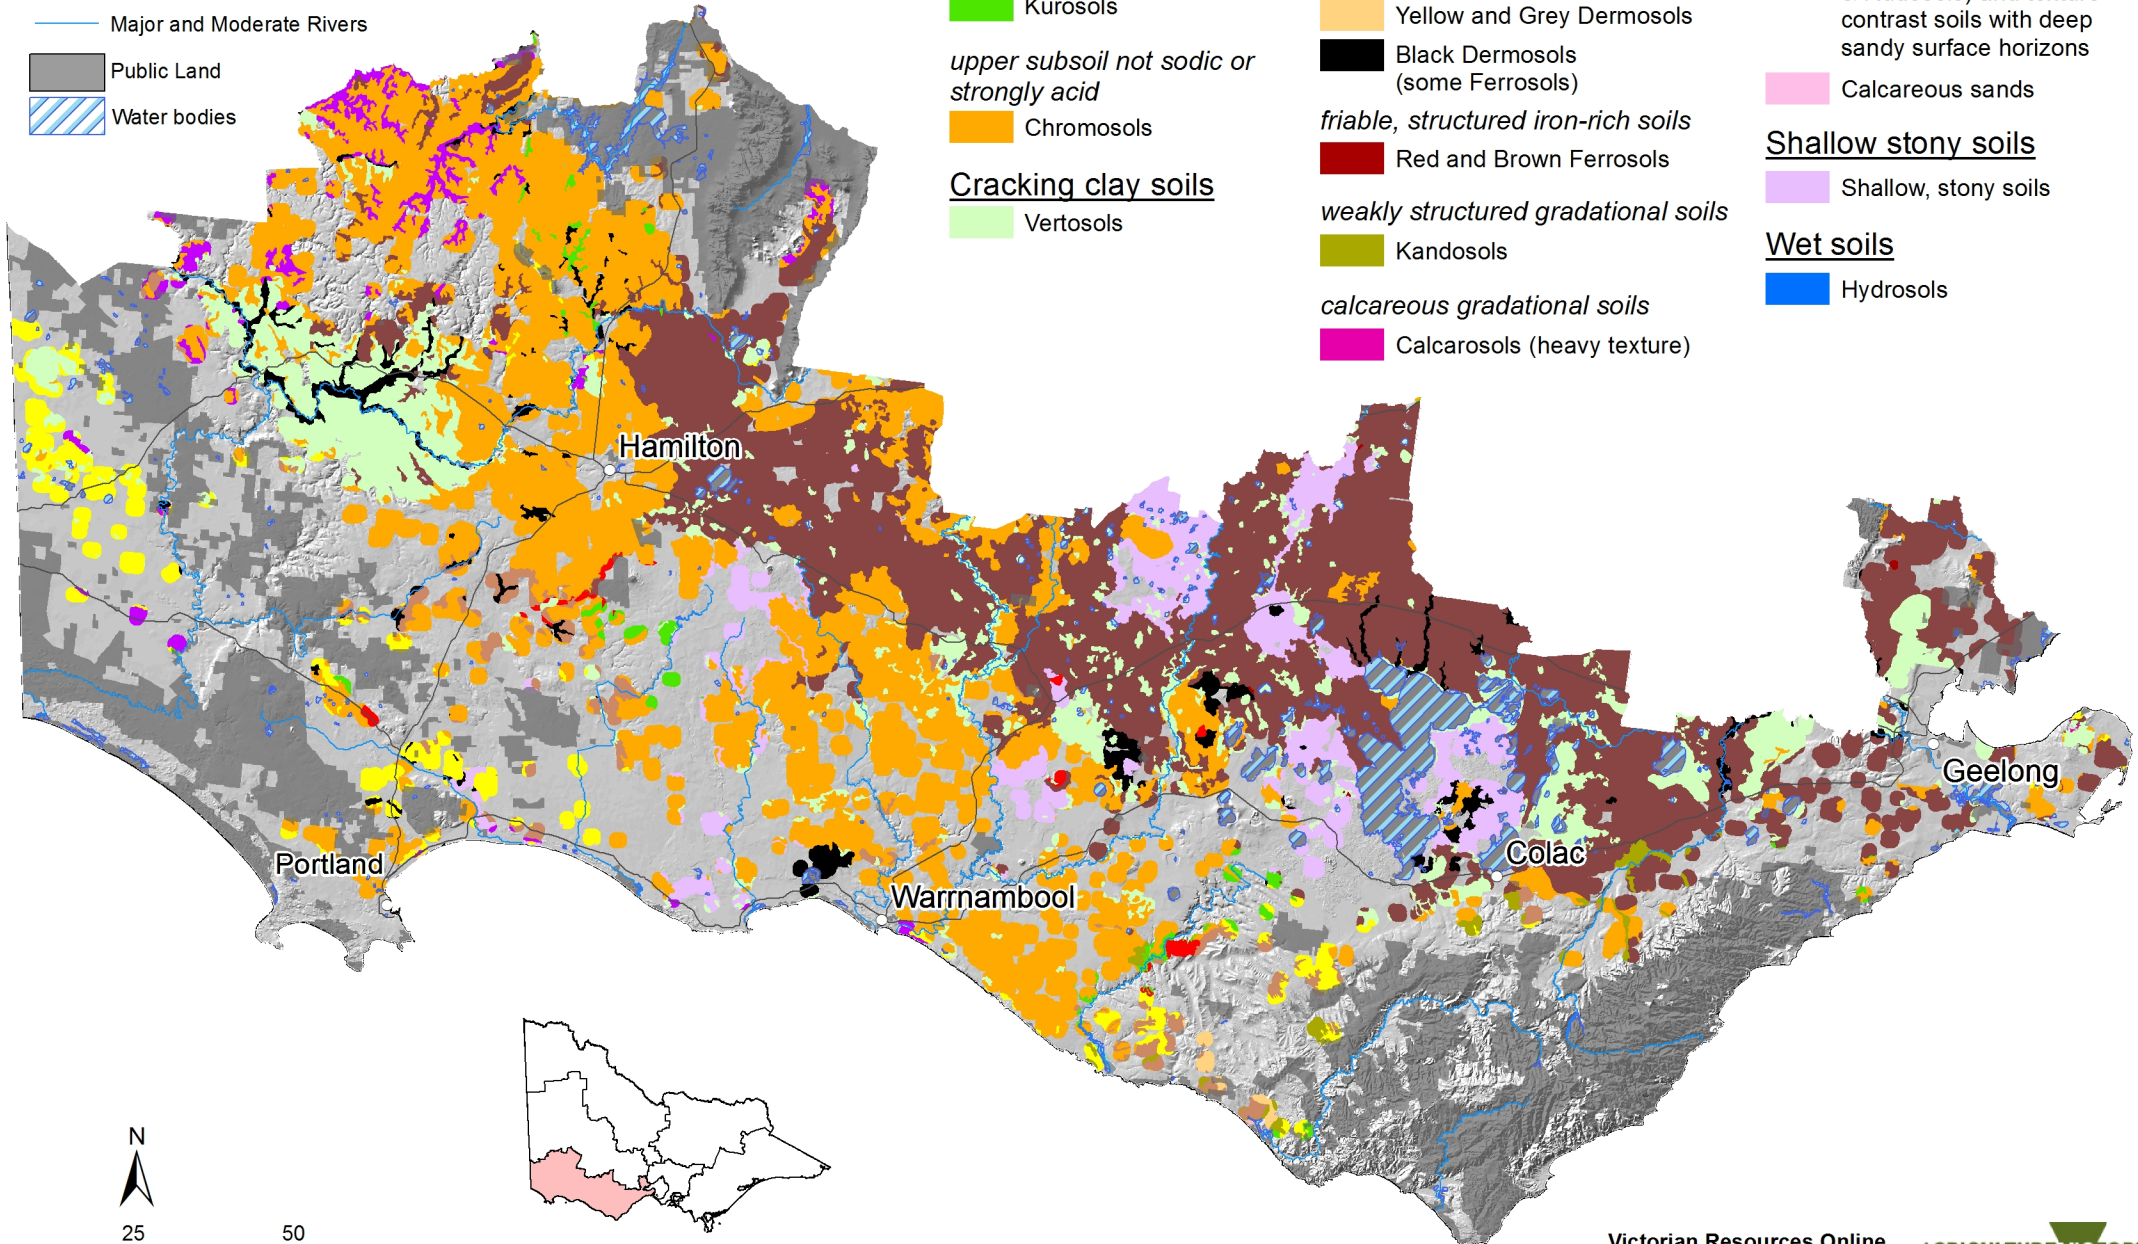 Major and Moderate Rivers
Public Land
Water bodies
Kurosols
upper subsoil not sodic or
strongly acid
Chromosols
Cracking clay soils
Vertosols
Yellow and Grey Dermosols
Black Dermosols
(some Ferrosols)
friable, structured iron-rich soils
Red and Brown Ferrosols
weakly structured gradational soils
Kandosols
calcareous gradational soils
Calcarosols (heavy texture)
contrast soils with deep
sandy surface horizons
Calcareous sands
Shallow stony soils
Shallow, stony soils
Wet soils
Hydrosols
Hamilton
Geelong
Colac
Portland
Warrnambool
N
25 50
Victorian Resources Online